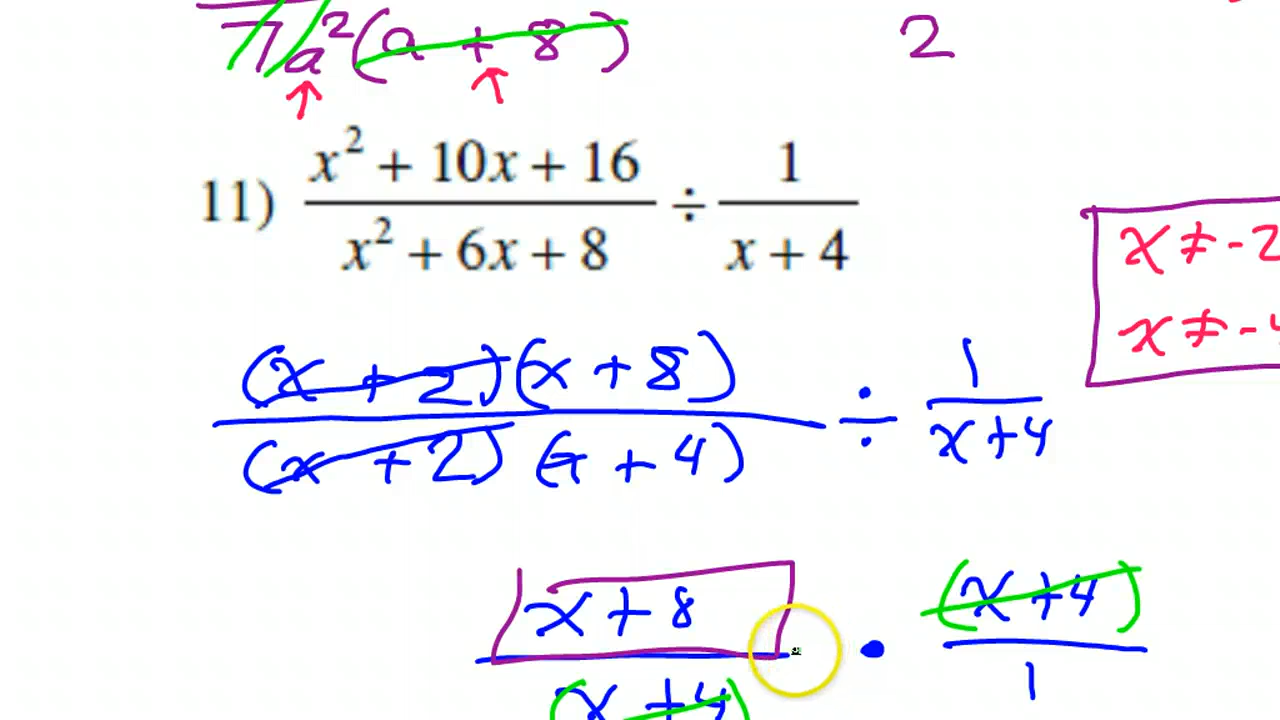 7a²(a + 8) 2
↑ ↑
11) x² + 10x + 16 / x² + 6x + 8 ÷ 1 / x + 4
x ≠ -2
x ≠ -4
(x + 2)(x + 8) / (x + 2)(x + 4) ÷ 1 / x + 4
x + 8 / (x + 4) • (x + 4) / 1